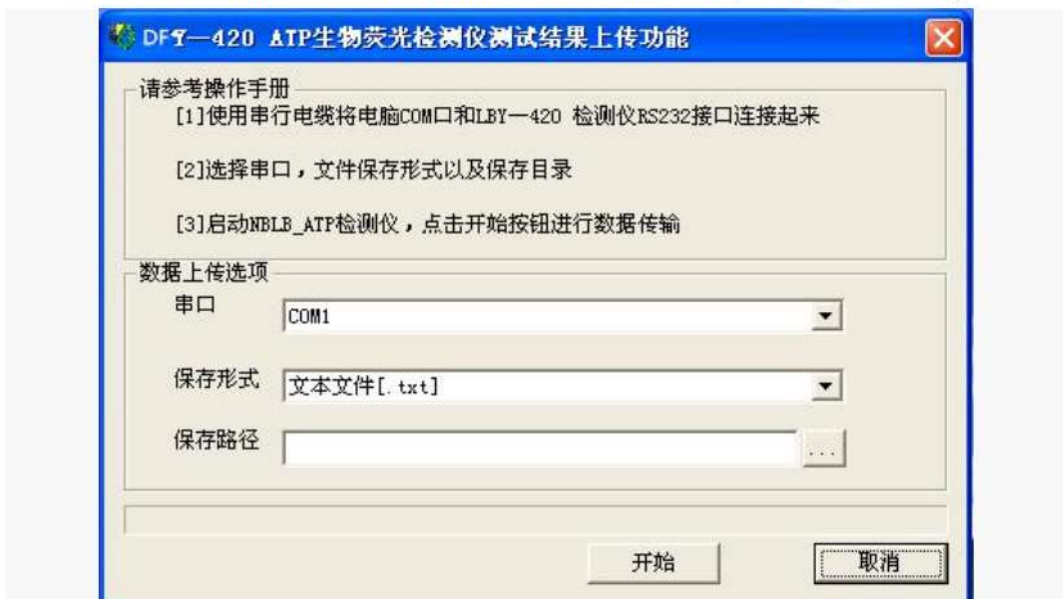 DFY—420 ATP生物荧光检测仪测试结果上传功能
请参考操作手册
[1]使用串行电缆将电脑COM口和LBY—420 检测仪RS232接口连接起来
[2]选择串口，文件保存形式以及保存目录
[3]启动NBLB_ATP检测仪，点击开始按钮进行数据传输
数据上传选项
串口
COM1
保存形式
文本文件[.txt]
保存路径
...
开始
取消